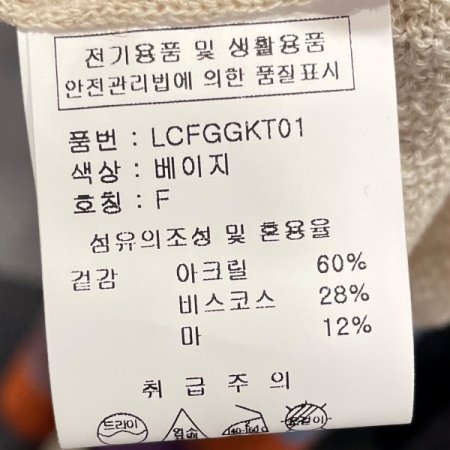 전기용품 및 생활용품
안전관리법에 의한 품질표시
품번 : LCFGGKT01
색상 : 베이지
호칭 : F
섬유의조성 및 혼용율
겉감 아크릴 60%
비스코스 28%
마 12%
취급주의
드라이